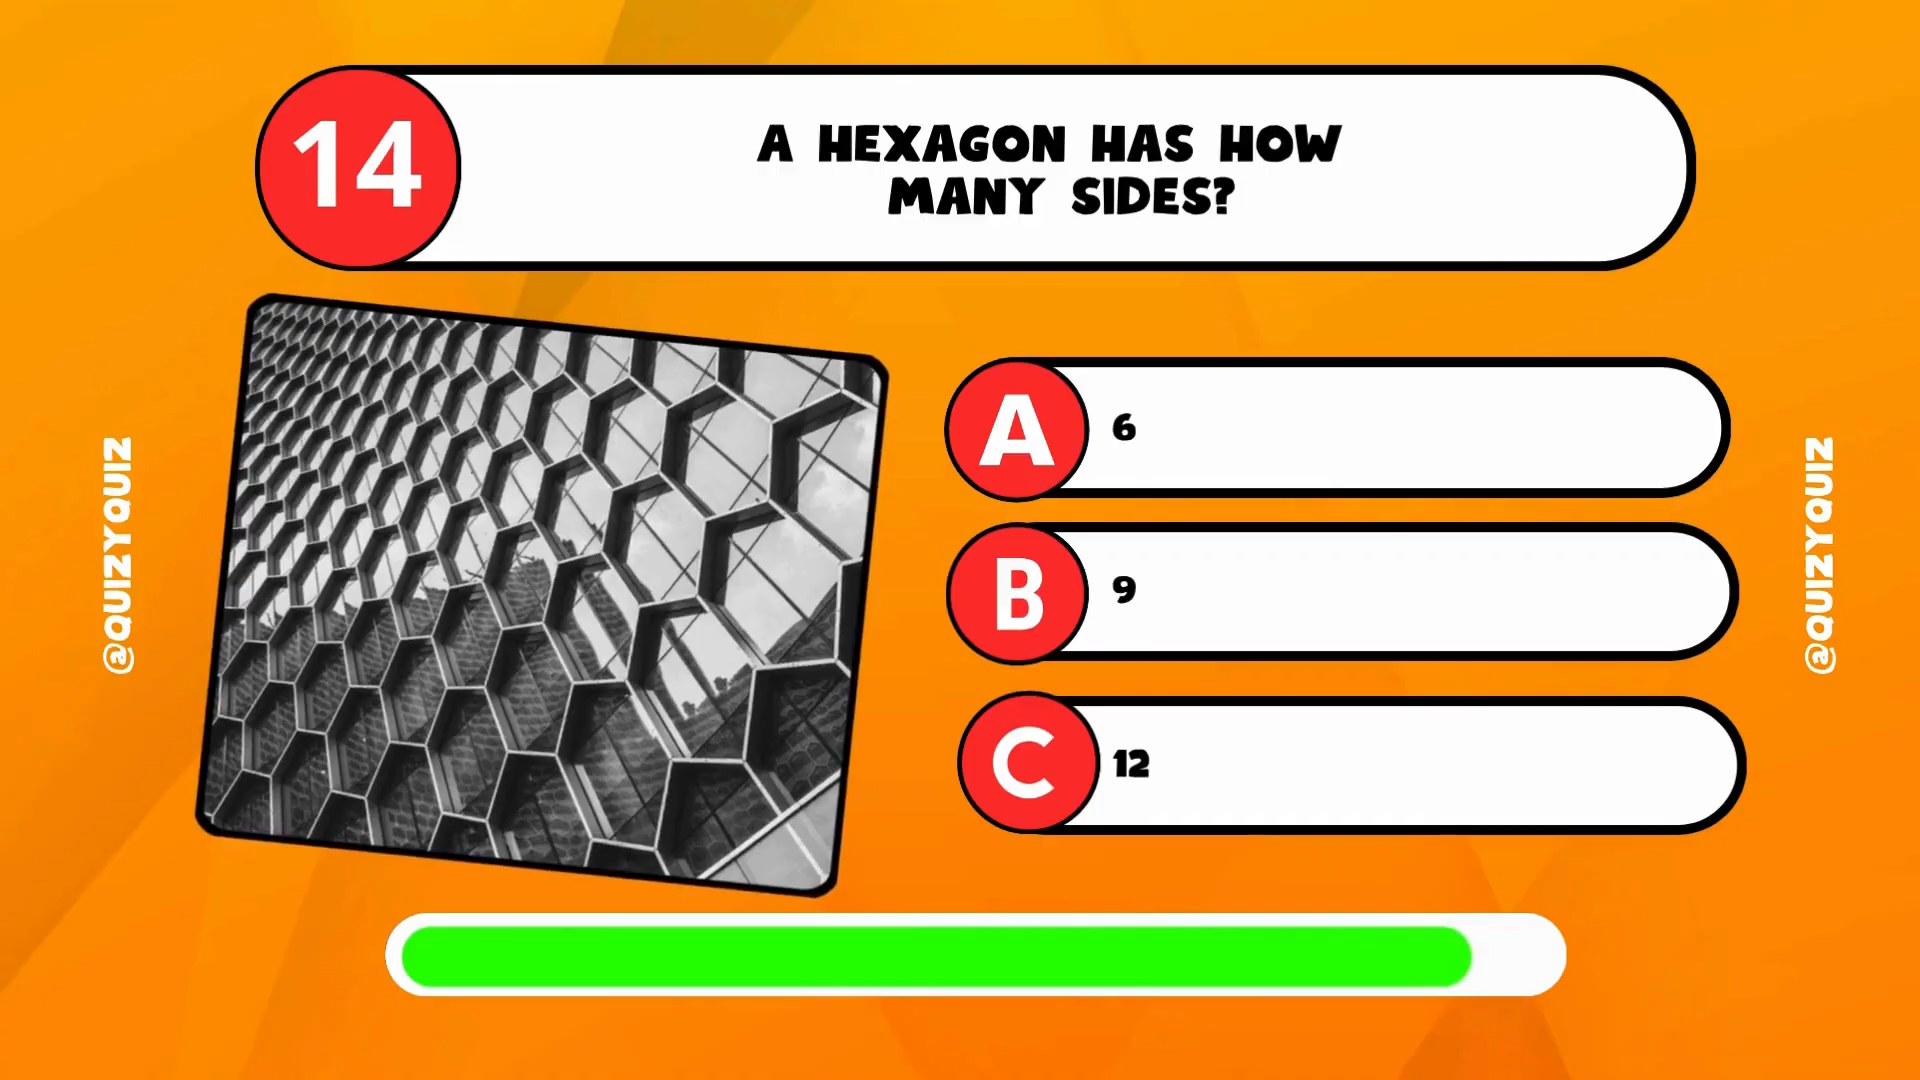 14
A HEXAGON HAS HOW
MANY SIDES?
A 6
B 9
C 12
@QUIZYQUIZ
@QUIZYQUIZ